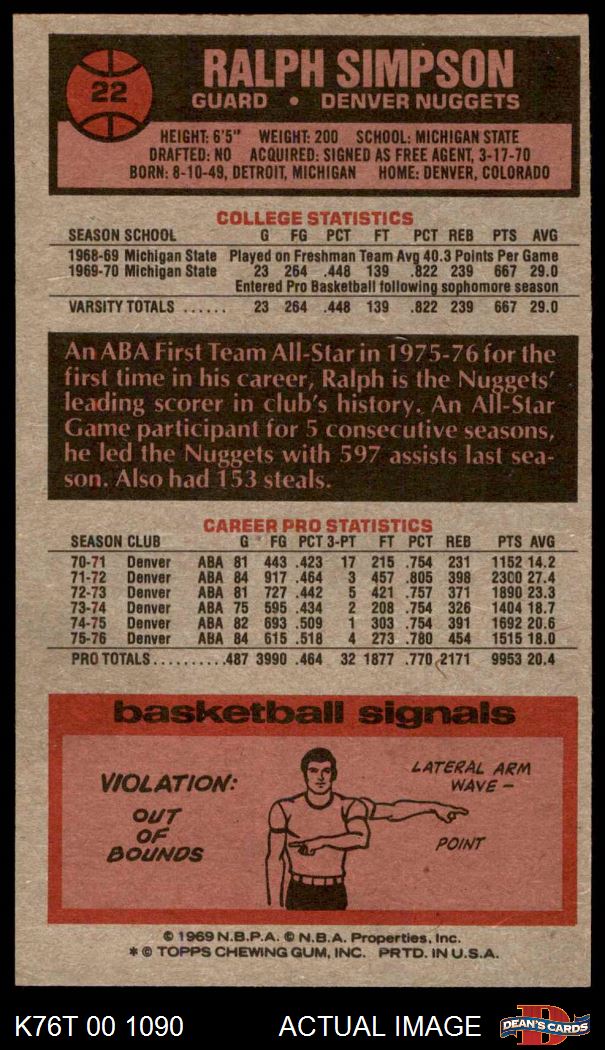 22
RALPH SIMPSON
GUARD • DENVER NUGGETS
HEIGHT: 6'5" WEIGHT: 200 SCHOOL: MICHIGAN STATE
DRAFTED: NO ACQUIRED: SIGNED AS FREE AGENT, 3-17-70
BORN: 8-10-49, DETROIT, MICHIGAN HOME: DENVER, COLORADO
COLLEGE STATISTICS
SEASON SCHOOL G FG PCT FT PCT REB PTS AVG
1968-69 Michigan State Played on Freshman Team Avg 40.3 Points Per Game
1969-70 Michigan State 23 264 .448 139 .822 239 667 29.0
Entered Pro Basketball following sophomore season
VARSITY TOTALS ...... 23 264 .448 139 .822 239 667 29.0
An ABA First Team All-Star in 1975-76 for the
first time in his career, Ralph is the Nuggets'
leading scorer in club's history. An All-Star
Game participant for 5 consecutive seasons,
he led the Nuggets with 597 assists last sea-
son. Also had 153 steals.
CAREER PRO STATISTICS
SEASON CLUB G FG PCT 3-PT FT PCT REB PTS AVG
70-71 Denver ABA 81 443 .423 17 215 .754 231 1152 14.2
71-72 Denver ABA 84 917 .464 3 457 .805 398 2300 27.4
72-73 Denver ABA 81 727 .442 5 421 .757 371 1890 23.3
73-74 Denver ABA 75 595 .434 2 208 .754 326 1404 18.7
74-75 Denver ABA 82 693 .509 1 303 .754 391 1692 20.6
75-76 Denver ABA 84 615 .518 4 273 .780 454 1515 18.0
PRO TOTALS..........487 3990 .464 32 1877 .770 2171 9953 20.4
basketball signals
VIOLATION:
OUT
OF
BOUNDS
LATERAL ARM
WAVE –
POINT
© 1969 N.B.P.A. © N.B.A. Properties, Inc.
* © TOPPS CHEWING GUM, INC. PRTD. IN U.S.A.
K76T 00 1090 ACTUAL IMAGE
D
DEAN'S CARDS